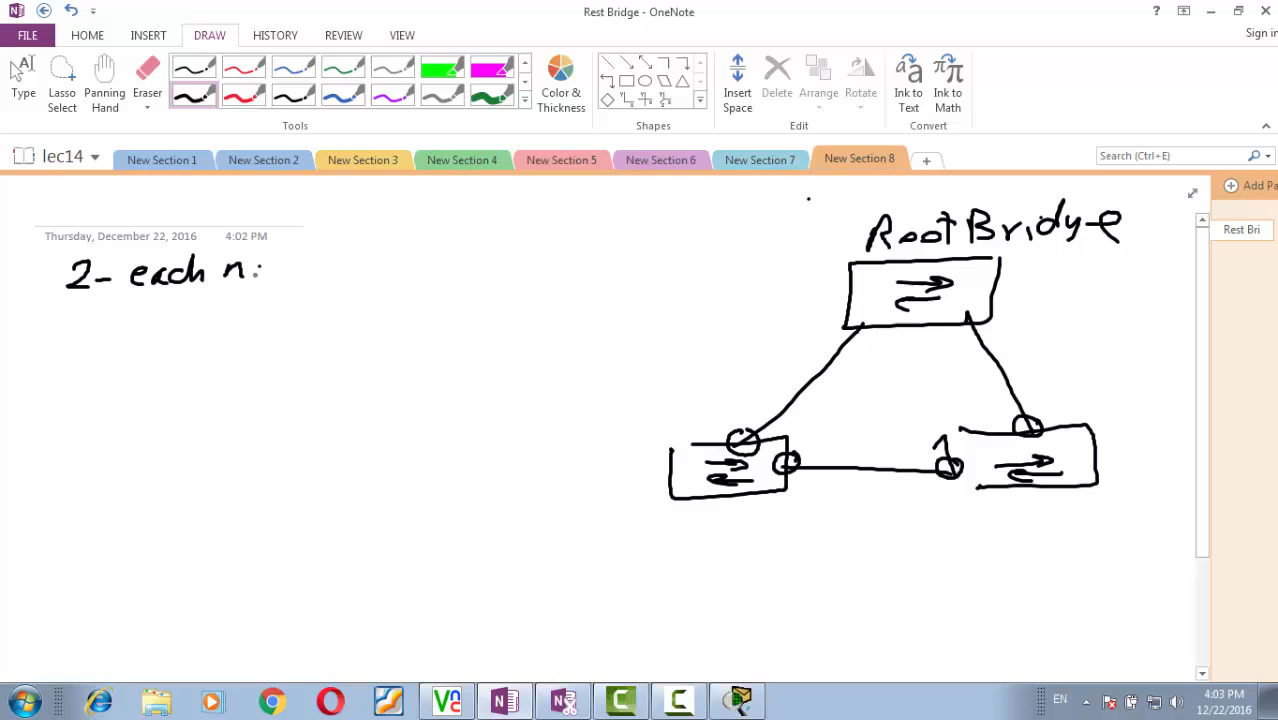 Rest Bridge - OneNote
Sign in
FILE
HOME
INSERT
DRAW
HISTORY
REVIEW
VIEW
Type
Lasso
Select
Panning
Hand
Eraser
Color &
Thickness
Insert
Space
Delete
Arrange
Rotate
Ink to
Text
Ink to
Math
Tools
Shapes
Edit
Convert
lec14
New Section 1
New Section 2
New Section 3
New Section 4
New Section 5
New Section 6
New Section 7
New Section 8
Search (Ctrl+E)
Add Pa
Rest Bri
Thursday, December 22, 2016
4:02 PM
Root Bridge
2- each n
EN
4:03 PM
12/22/2016